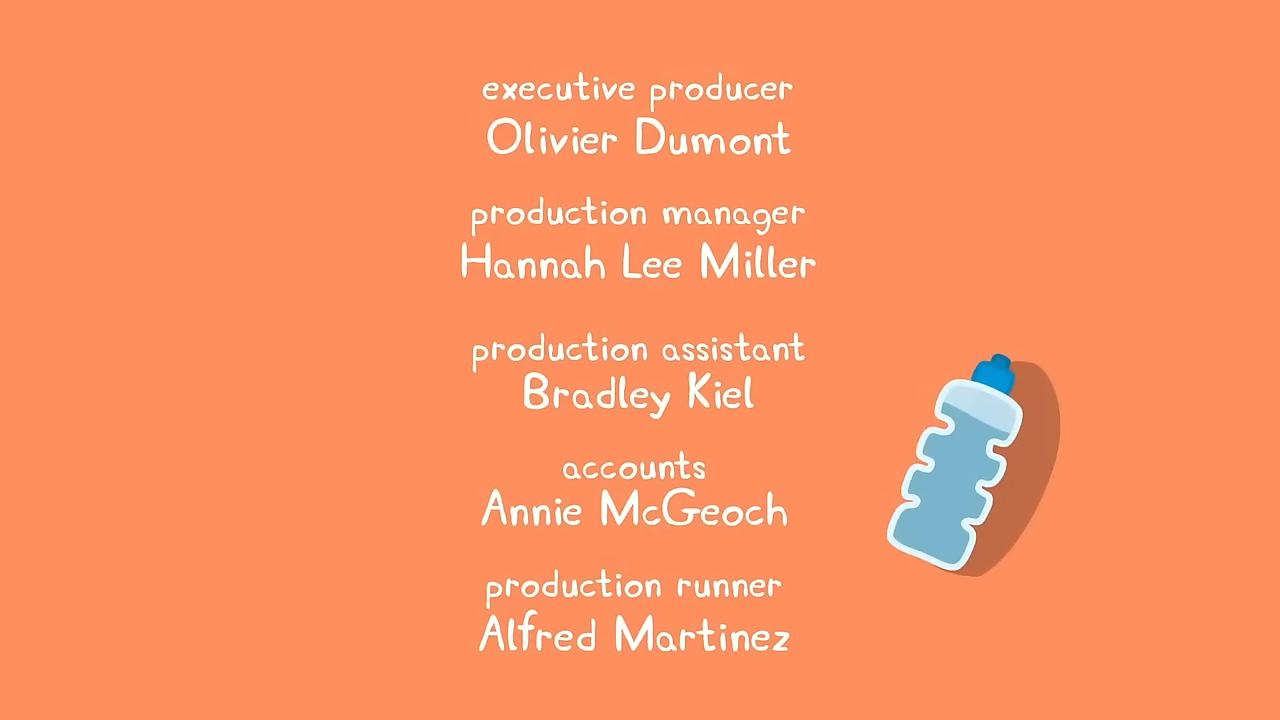 executive producer
Olivier Dumont
production manager
Hannah Lee Miller
production assistant
Bradley Kiel
accounts
Annie McGeoch
production runner
Alfred Martinez